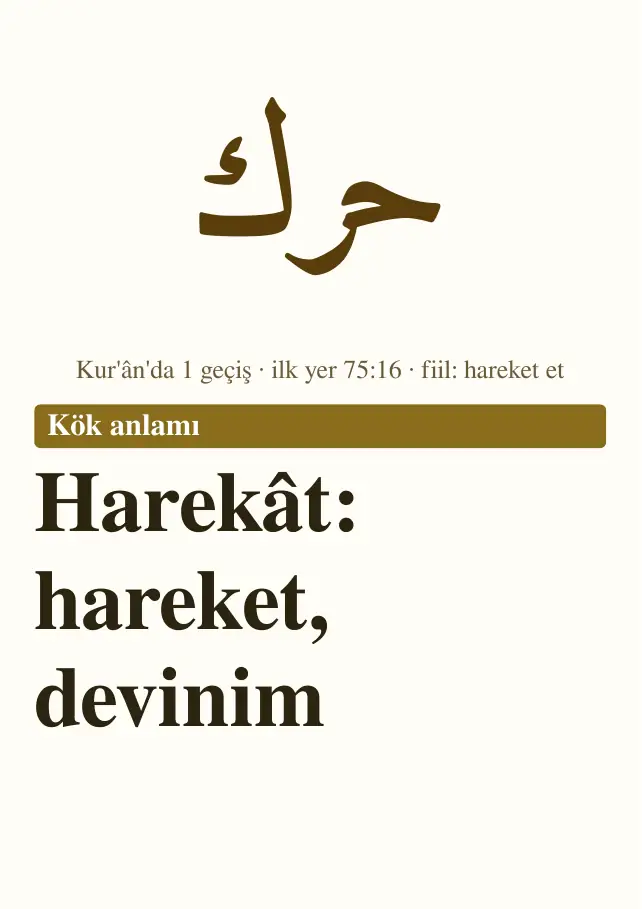 حرك
Kur'ân'da 1 geçiş · ilk yer 75:16 · fiil: hareket et
Kök anlamı
Harekât:
hareket,
devinim